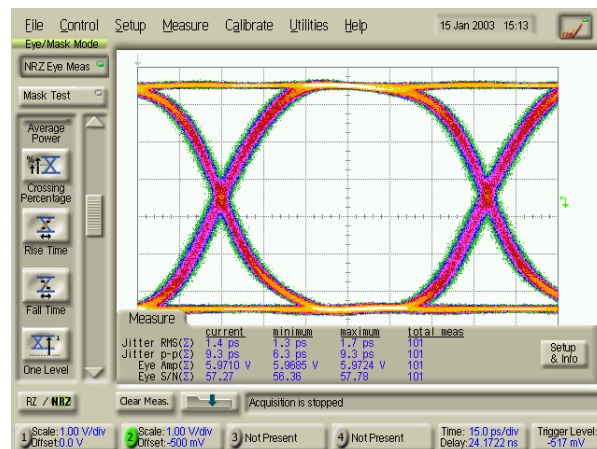 File Control Setup Measure Calibrate Utilities Help 15 Jan 2003 15:13
Eye/Mask Mode
NRZ Eye Meas
Mask Test
Average
Power
Crossing
Percentage
Rise Time
Fall Time
One Level
RZ / NRZ
Measure
current minimum maximum total meas
Jitter RMS(Σ) 1.4 ps 1.3 ps 1.7 ps 101
Jitter p-p(Σ) 9.3 ps 6.3 ps 9.3 ps 101
Eye Amp(Σ) 5.9710 V 5.9685 V 5.9724 V 101
Eye S/N(Σ) 57.27 56.36 57.78 101
Setup
& Info
Clear Meas. Acquisition is stopped
1 Scale:1.00 V/div
Offset:0.0 V
2 Scale:1.00 V/div
Offset:-500 mV
3 Not Present
4 Not Present
Time: 15.0 ps/div
Delay:24.1722 ns
Trigger Level:
-517 mV